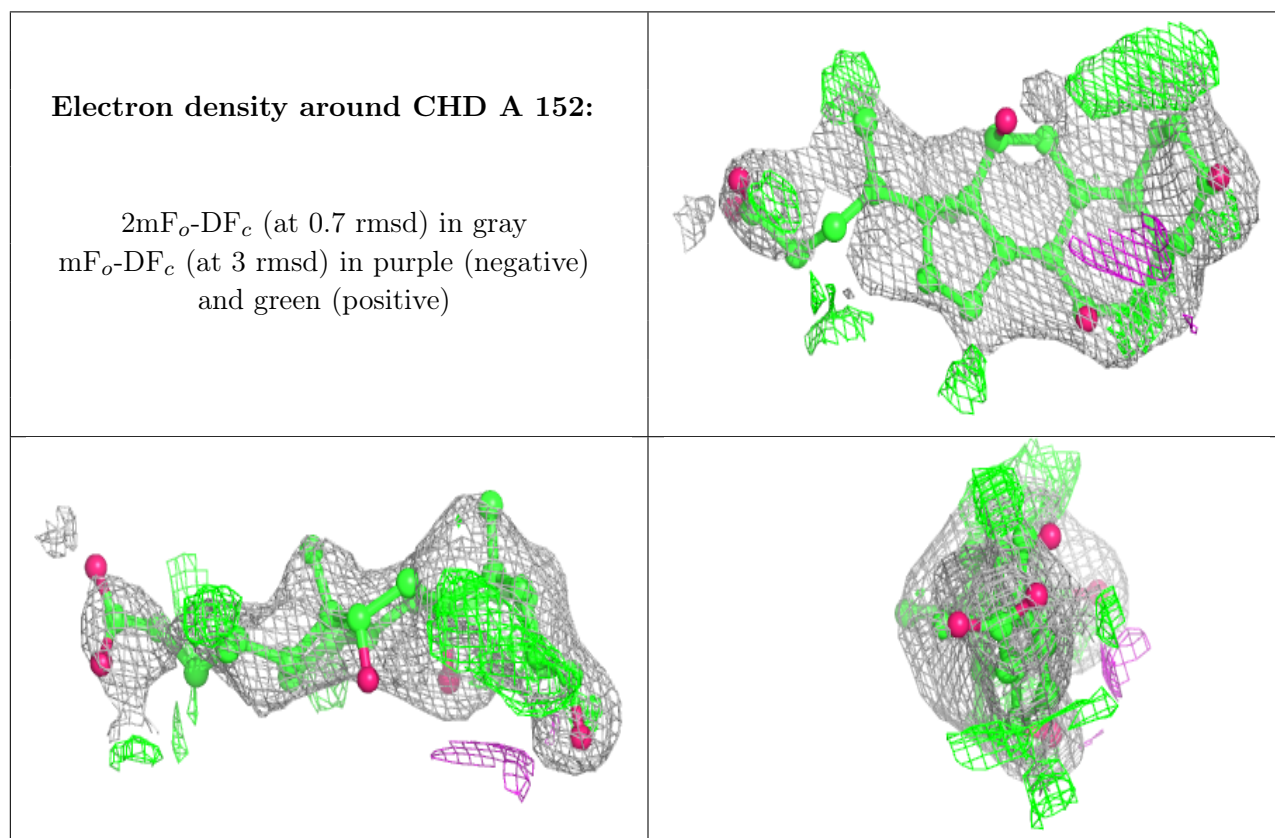 Electron density around CHD A 152:
2mFo-DFc (at 0.7 rmsd) in gray
mFo-DFc (at 3 rmsd) in purple (negative)
and green (positive)